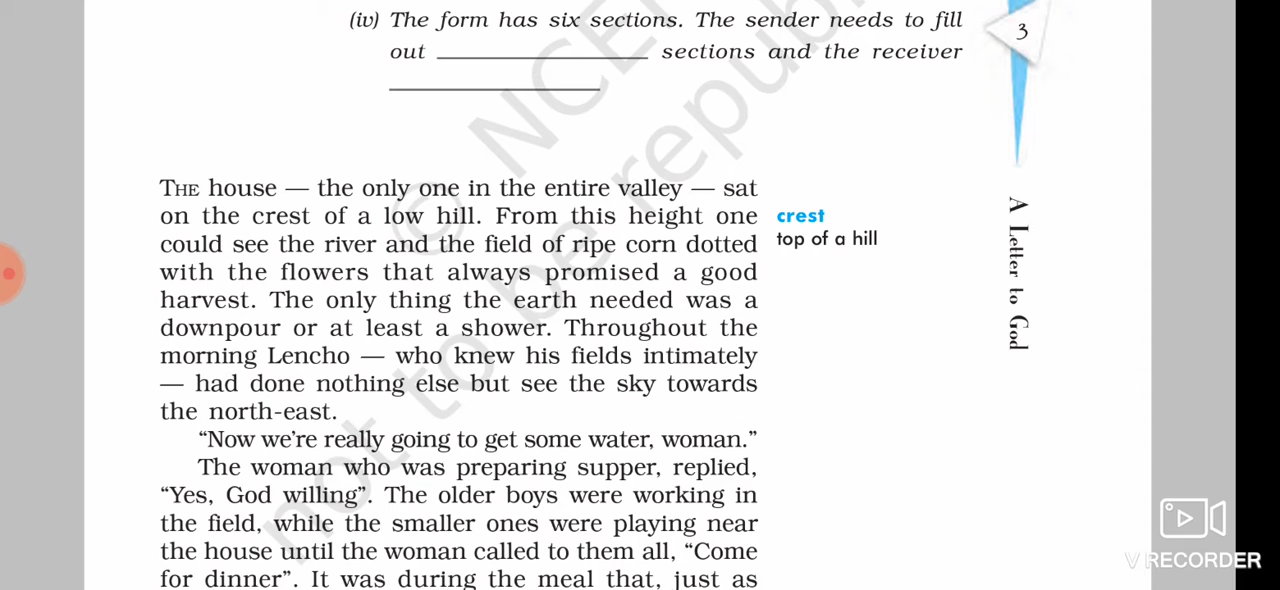 (iv) The form has six sections. The sender needs to fill
out ____________ sections and the receiver
____________
3
THE house — the only one in the entire valley — sat
on the crest of a low hill. From this height one
could see the river and the field of ripe corn dotted
with the flowers that always promised a good
harvest. The only thing the earth needed was a
downpour or at least a shower. Throughout the
morning Lencho — who knew his fields intimately
— had done nothing else but see the sky towards
the north-east.
“Now we’re really going to get some water, woman.”
The woman who was preparing supper, replied,
“Yes, God willing”. The older boys were working in
the field, while the smaller ones were playing near
the house until the woman called to them all, “Come
for dinner”. It was during the meal that, just as
crest
top of a hill
A Letter to God
not to be republ
© NCE
V RECORDER